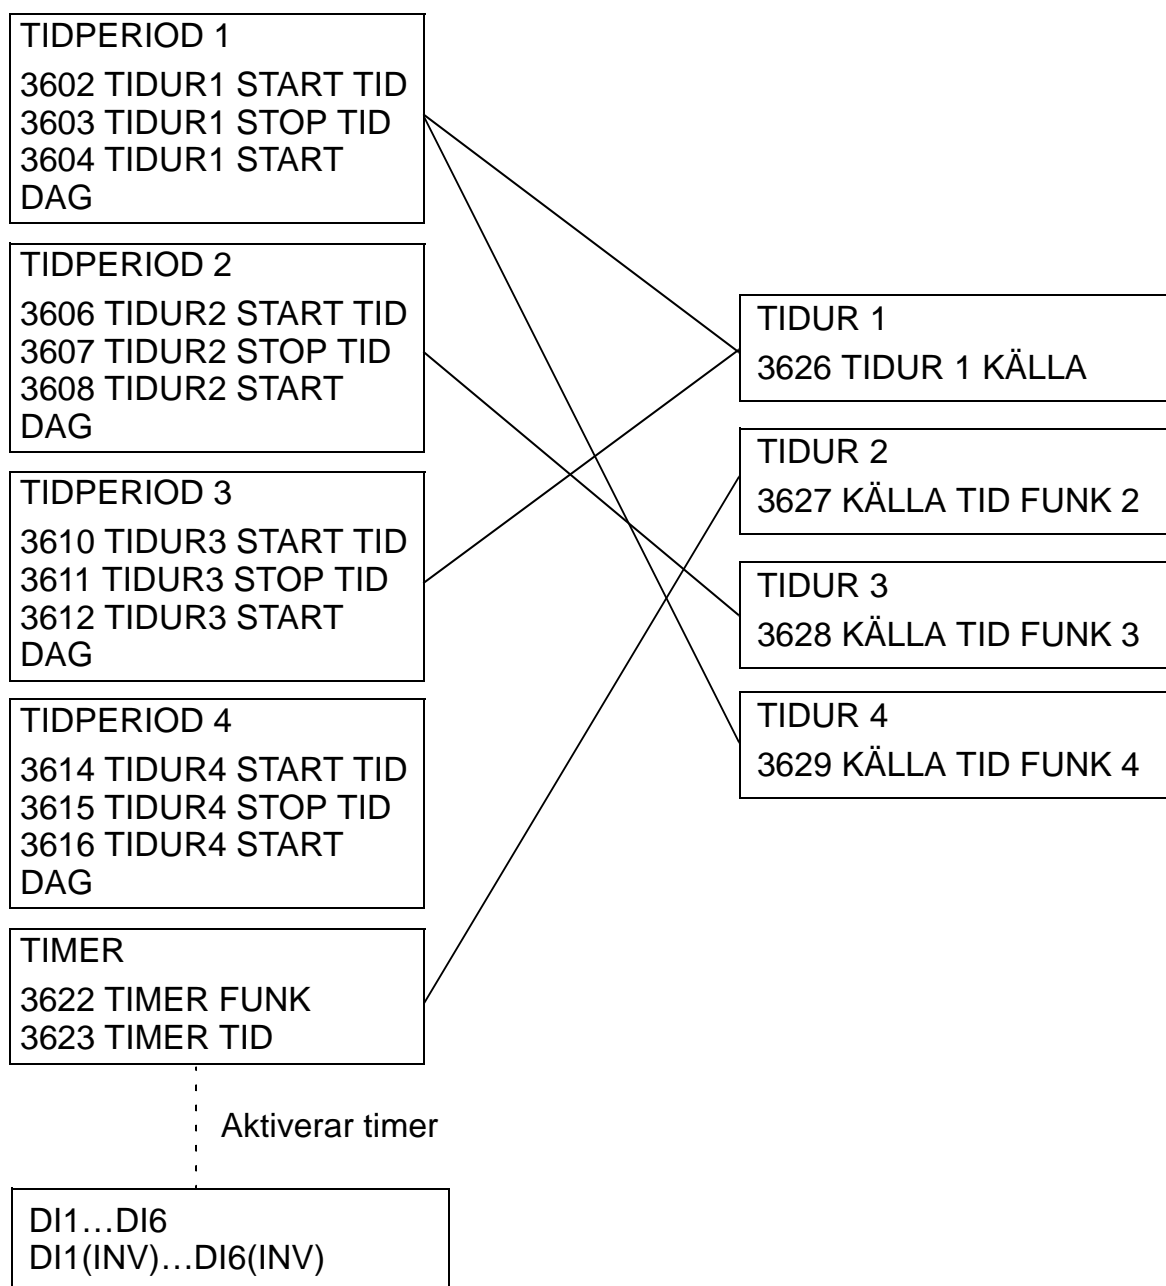 TIDPERIOD 1
3602 TIDUR1 START TID
3603 TIDUR1 STOP TID
3604 TIDUR1 START
DAG
TIDPERIOD 2
3606 TIDUR2 START TID
3607 TIDUR2 STOP TID
3608 TIDUR2 START
DAG
TIDPERIOD 3
3610 TIDUR3 START TID
3611 TIDUR3 STOP TID
3612 TIDUR3 START
DAG
TIDPERIOD 4
3614 TIDUR4 START TID
3615 TIDUR4 STOP TID
3616 TIDUR4 START
DAG
TIMER
3622 TIMER FUNK
3623 TIMER TID
Aktiverar timer
DI1…DI6
DI1(INV)…DI6(INV)
TIDUR 1
3626 TIDUR 1 KÄLLA
TIDUR 2
3627 KÄLLA TID FUNK 2
TIDUR 3
3628 KÄLLA TID FUNK 3
TIDUR 4
3629 KÄLLA TID FUNK 4